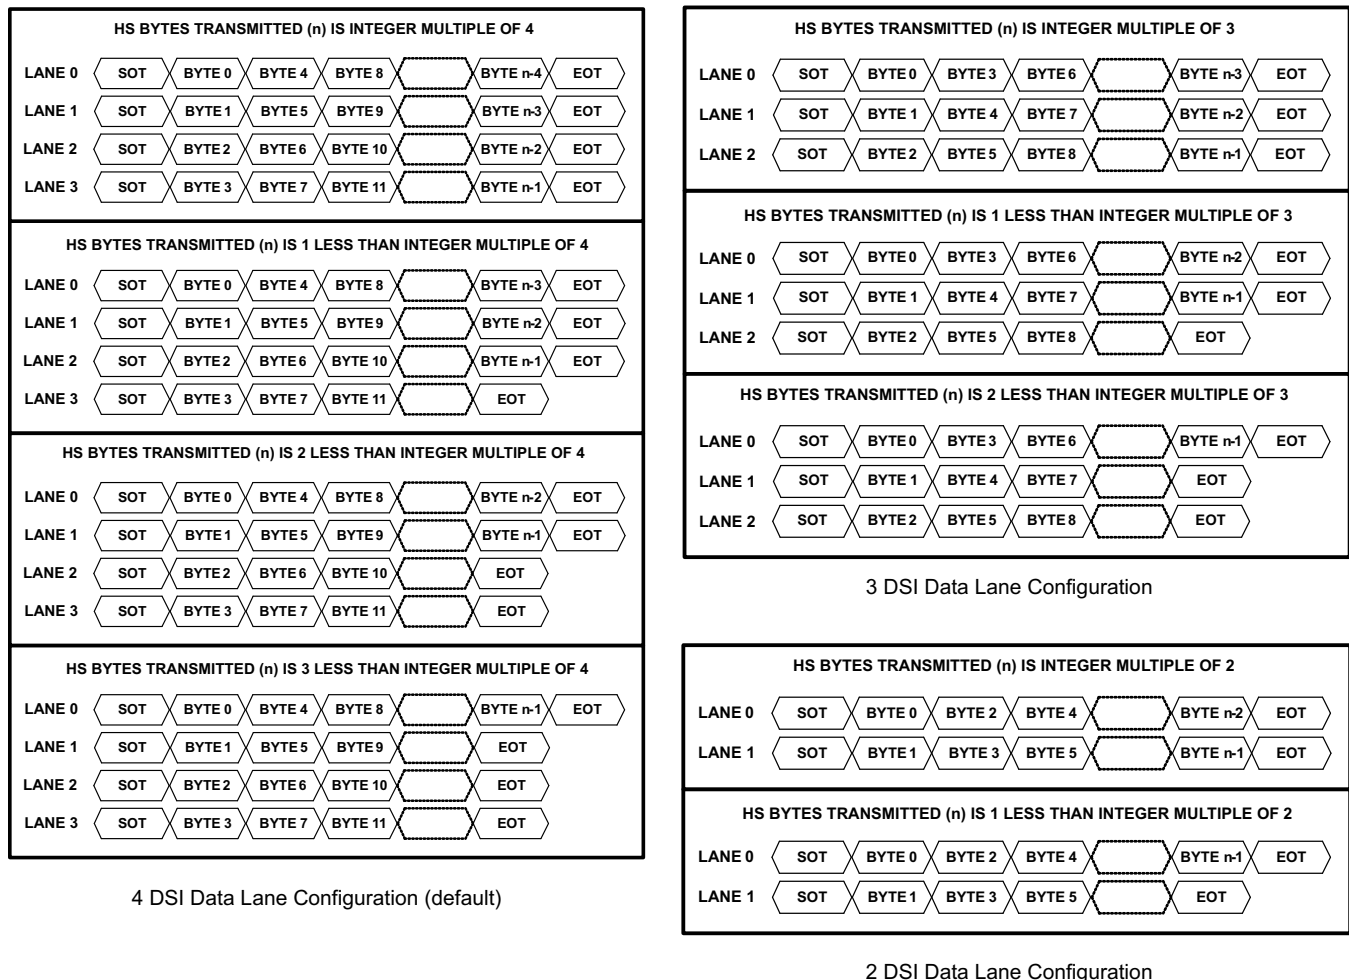 HS BYTES TRANSMITTED (n) IS INTEGER MULTIPLE OF 4
LANE 0 SOT BYTE 0 BYTE 4 BYTE 8 BYTE n-4 EOT
LANE 1 SOT BYTE 1 BYTE 5 BYTE 9 BYTE n-3 EOT
LANE 2 SOT BYTE 2 BYTE 6 BYTE 10 BYTE n-2 EOT
LANE 3 SOT BYTE 3 BYTE 7 BYTE 11 BYTE n-1 EOT
HS BYTES TRANSMITTED (n) IS 1 LESS THAN INTEGER MULTIPLE OF 4
LANE 0 SOT BYTE 0 BYTE 4 BYTE 8 BYTE n-3 EOT
LANE 1 SOT BYTE 1 BYTE 5 BYTE 9 BYTE n-2 EOT
LANE 2 SOT BYTE 2 BYTE 6 BYTE 10 BYTE n-1 EOT
LANE 3 SOT BYTE 3 BYTE 7 BYTE 11 EOT
HS BYTES TRANSMITTED (n) IS 2 LESS THAN INTEGER MULTIPLE OF 4
LANE 0 SOT BYTE 0 BYTE 4 BYTE 8 BYTE n-2 EOT
LANE 1 SOT BYTE 1 BYTE 5 BYTE 9 BYTE n-1 EOT
LANE 2 SOT BYTE 2 BYTE 6 BYTE 10 EOT
LANE 3 SOT BYTE 3 BYTE 7 BYTE 11 EOT
HS BYTES TRANSMITTED (n) IS 3 LESS THAN INTEGER MULTIPLE OF 4
LANE 0 SOT BYTE 0 BYTE 4 BYTE 8 BYTE n-1 EOT
LANE 1 SOT BYTE 1 BYTE 5 BYTE 9 EOT
LANE 2 SOT BYTE 2 BYTE 6 BYTE 10 EOT
LANE 3 SOT BYTE 3 BYTE 7 BYTE 11 EOT
4 DSI Data Lane Configuration (default)
HS BYTES TRANSMITTED (n) IS INTEGER MULTIPLE OF 3
LANE 0 SOT BYTE 0 BYTE 3 BYTE 6 BYTE n-3 EOT
LANE 1 SOT BYTE 1 BYTE 4 BYTE 7 BYTE n-2 EOT
LANE 2 SOT BYTE 2 BYTE 5 BYTE 8 BYTE n-1 EOT
HS BYTES TRANSMITTED (n) IS 1 LESS THAN INTEGER MULTIPLE OF 3
LANE 0 SOT BYTE 0 BYTE 3 BYTE 6 BYTE n-2 EOT
LANE 1 SOT BYTE 1 BYTE 4 BYTE 7 BYTE n-1 EOT
LANE 2 SOT BYTE 2 BYTE 5 BYTE 8 EOT
HS BYTES TRANSMITTED (n) IS 2 LESS THAN INTEGER MULTIPLE OF 3
LANE 0 SOT BYTE 0 BYTE 3 BYTE 6 BYTE n-1 EOT
LANE 1 SOT BYTE 1 BYTE 4 BYTE 7 EOT
LANE 2 SOT BYTE 2 BYTE 5 BYTE 8 EOT
3 DSI Data Lane Configuration
HS BYTES TRANSMITTED (n) IS INTEGER MULTIPLE OF 2
LANE 0 SOT BYTE 0 BYTE 2 BYTE 4 BYTE n-2 EOT
LANE 1 SOT BYTE 1 BYTE 3 BYTE 5 BYTE n-1 EOT
HS BYTES TRANSMITTED (n) IS 1 LESS THAN INTEGER MULTIPLE OF 2
LANE 0 SOT BYTE 0 BYTE 2 BYTE 4 BYTE n-1 EOT
LANE 1 SOT BYTE 1 BYTE 3 BYTE 5 EOT
2 DSI Data Lane Configuration